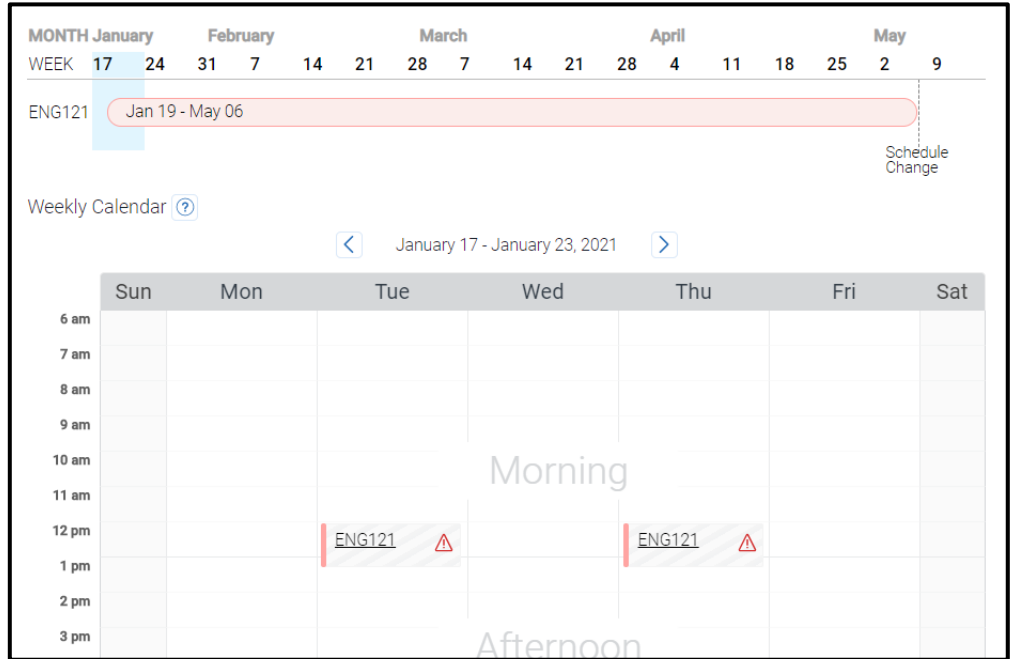 MONTH January February March April May
WEEK 17 24 31 7 14 21 28 7 14 21 28 4 11 18 25 2 9
ENG121 Jan 19 - May 06
Schedule
Change
Weekly Calendar ?
January 17 - January 23, 2021
Sun Mon Tue Wed Thu Fri Sat
6 am
7 am
8 am
9 am
10 am
Morning
11 am
12 pm
ENG121 ENG121
1 pm
2 pm
3 pm
Afternoon